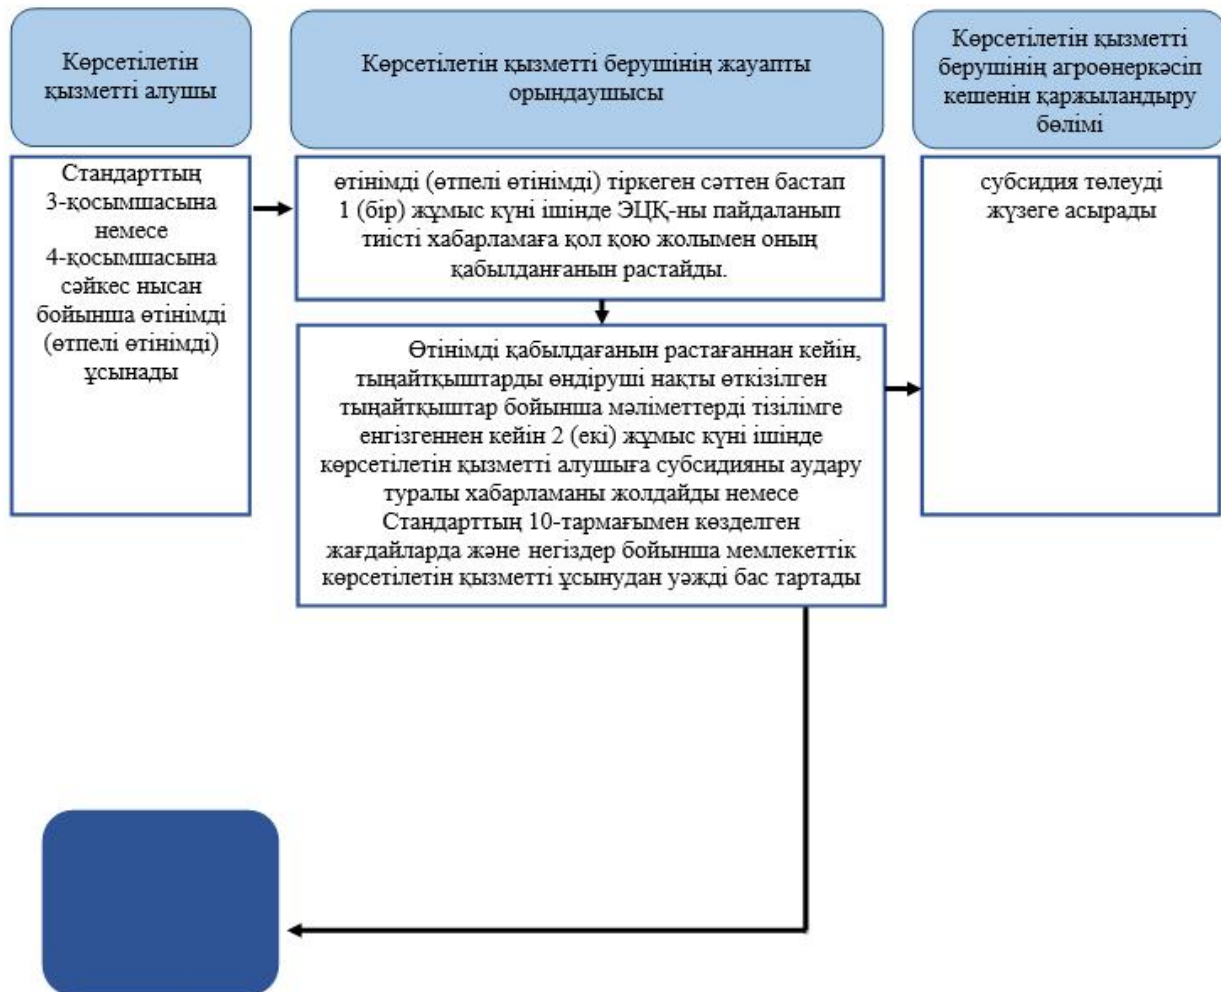 Көрсетілетін
қызметті алушы
Көрсетілетін қызметті берушінің жауапты
орындаушысы
Көрсетілетін қызметті
берушінің агроөнеркәсіп
кешенін қаржыландыру
бөлімі
Стандарттың
3-қосымшасына
немесе
4-қосымшасына
сәйкес нысан
бойынша өтінімді
(өтпелі өтінімді)
ұсынады
өтінімді (өтпелі өтінімді) тіркеген сәттен бастап
1 (бір) жұмыс күні ішінде ЭЦҚ-ны пайдаланып
тиісті хабарламаға қол қою жолымен оның
қабылданғанын растайды.
Өтінімді қабылдағанын растағаннан кейін,
тыңайтқыштарды өндіруші нақты өткізілген
тыңайтқыштар бойынша мәліметтерді тізілімге
енгізгеннен кейін 2 (екі) жұмыс күні ішінде
көрсетілетін қызметті алушыға субсидияны аудару
туралы хабарламаны жолдайды немесе
Стандарттың 10-тармағымен көзделген
жағдайларда және негіздер бойынша мемлекеттік
көрсетілетін қызметті ұсынудан уәжді бас тартады
субсидия төлеуді
жүзеге асырады